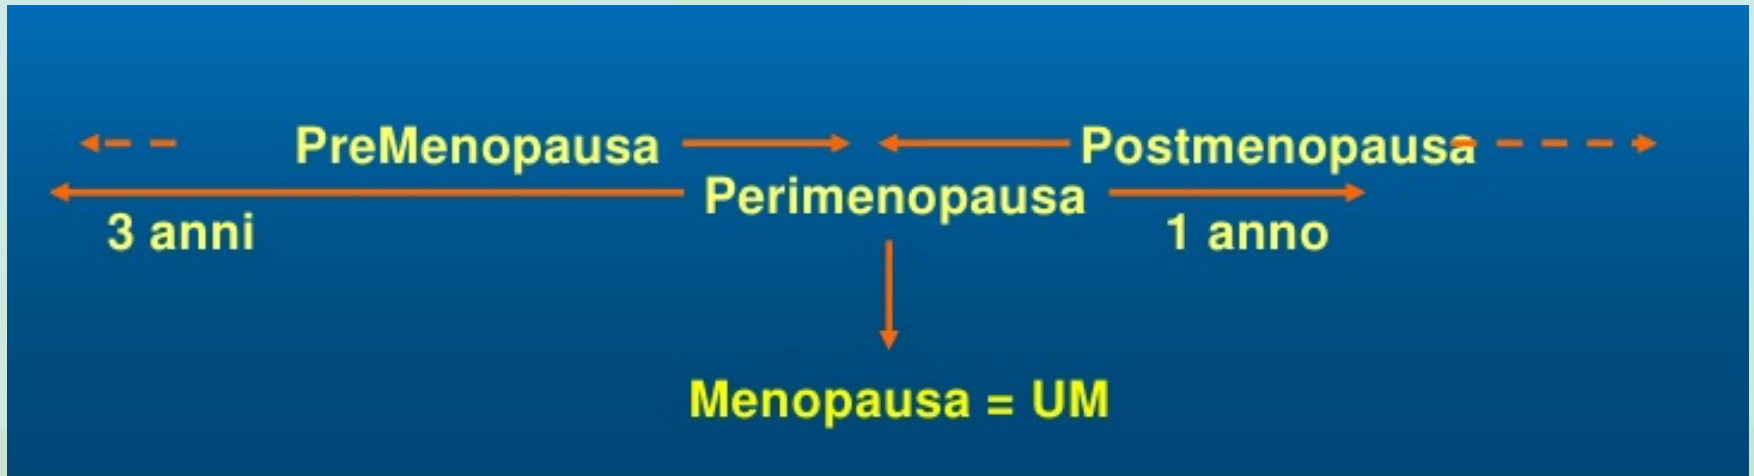 PreMenopausa Postmenopausa
Perimenopausa
3 anni 1 anno
Menopausa = UM